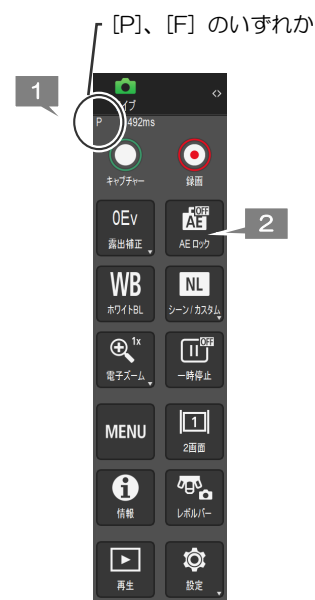 [P]、[F] のいずれか
1
イブ
P 492ms
キャプチャー 録画
0Ev OFF AE
露出補正 AE ロック
2
WB NL
ホワイトBL シーン/カスタム
1x OFF
電子ズーム 一時停止
MENU 1
2画面
情報 レボルバー
再生 設定